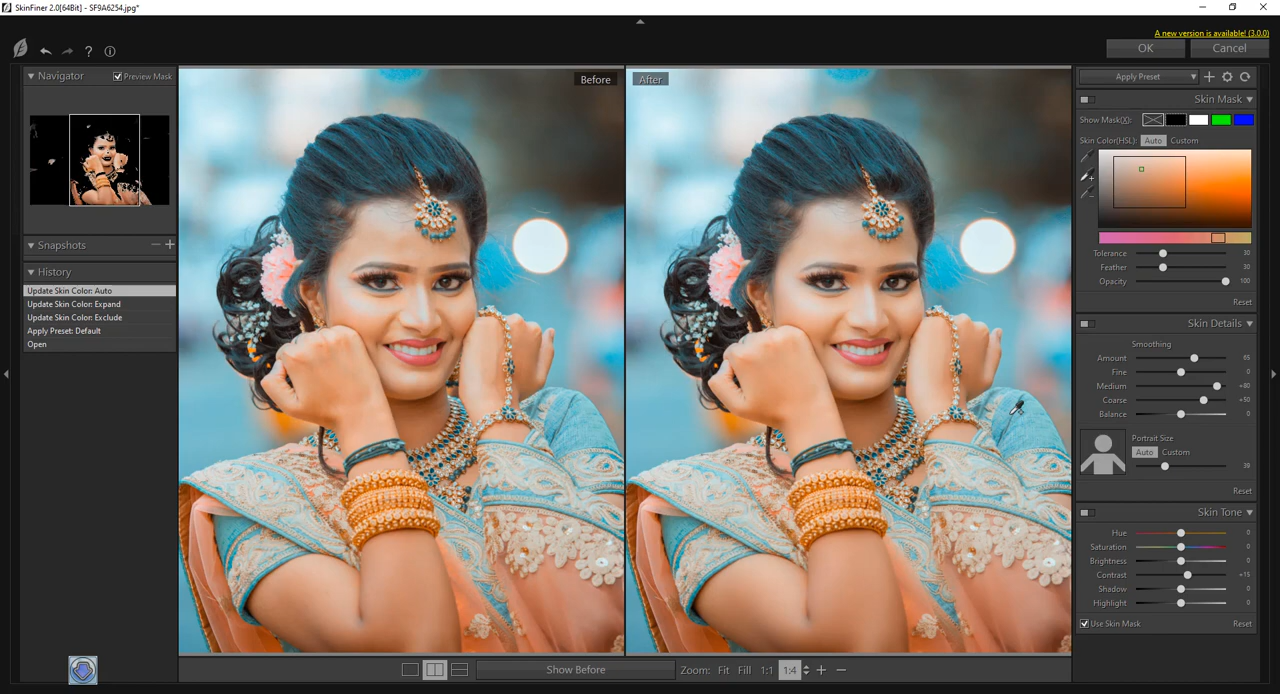 SkinFiner 2.0[64Bit] - SF9A6254.jpg*
A new version is available! (3.0.0)
OK Cancel
Navigator Preview Mask
Snapshots
History
Update Skin Color: Auto
Update Skin Color: Expand
Update Skin Color: Exclude
Apply Preset: Default
Open
Before
After
Apply Preset
Skin Mask
Show Mask(X):
Skin Color(HSL): Auto Custom
Tolerance 30
Feather 30
Opacity 100
Reset
Skin Details
Smoothing
Amount 65
Fine 0
Medium +80
Coarse +50
Balance 0
Portrait Size
Auto Custom
39
Reset
Skin Tone
Hue 0
Saturation 0
Brightness 0
Contrast +15
Shadow 0
Highlight 0
Use Skin Mask Reset
Show Before Zoom: Fit Fill 1:1 1:4